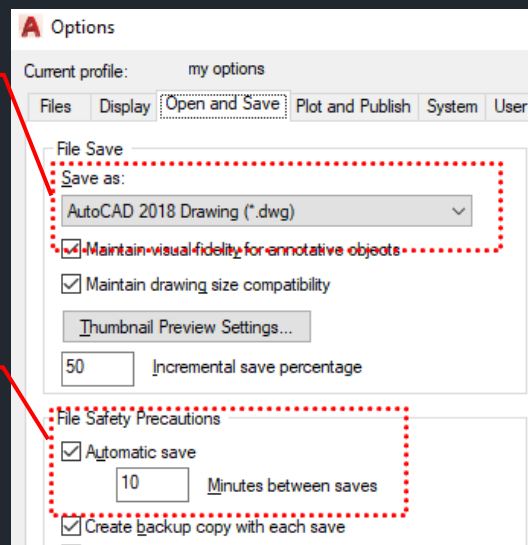 Options
Current profile: my options
Files Display Open and Save Plot and Publish System User
File Save
Save as:
AutoCAD 2018 Drawing (*.dwg)
Maintain visual fidelity for annotative objects
Maintain drawing size compatibility
Thumbnail Preview Settings...
50 Incremental save percentage
File Safety Precautions
Automatic save
10 Minutes between saves
Create backup copy with each save